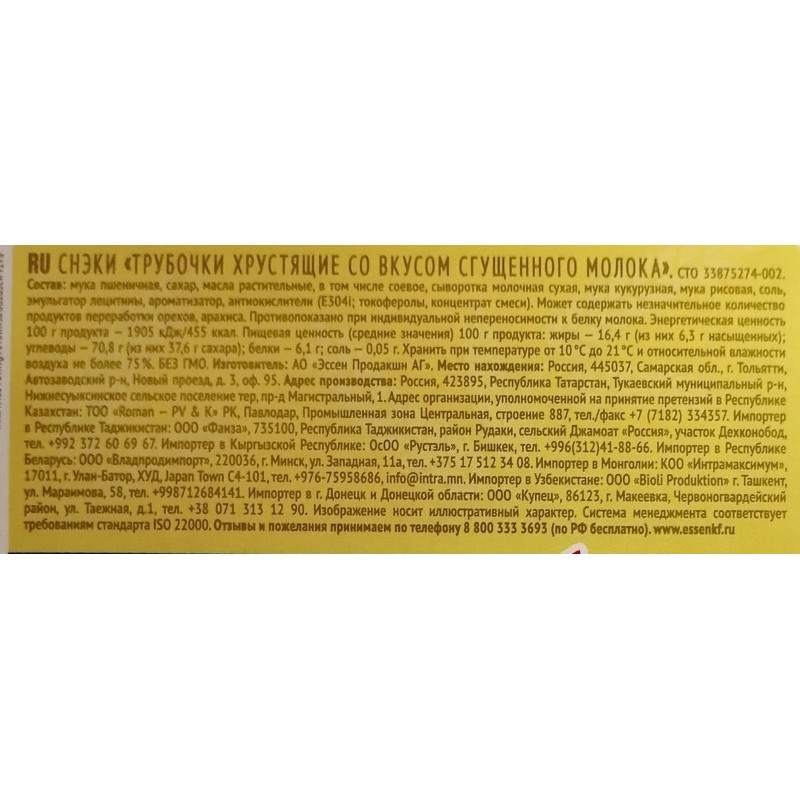 RU СНЭКИ «ТРУБОЧКИ ХРУСТЯЩИЕ СО ВКУСОМ СГУЩЕННОГО МОЛОКА». СТО 33875274-002.
Состав: мука пшеничная, сахар, масла растительные, в том числе соевое, сыворотка молочная сухая, мука кукурузная, мука рисовая, соль,
эмульгатор лецитины, ароматизатор, антиокислители (Е304i; токоферолы, концентрат смеси). Может содержать незначительное количество
продуктов переработки орехов, арахиса. Противопоказано при индивидуальной непереносимости к белку молока. Энергетическая ценность
100 г продукта – 1905 кДж/455 ккал. Пищевая ценность (средние значения) 100 г продукта: жиры – 16,4 г (из них 6,3 г насыщенных);
углеводы – 70,8 г (из них 37,6 г сахара); белки – 6,1 г; соль – 0,05 г. Хранить при температуре от 10°С до 21°С и относительной влажности
воздуха не более 75%. БЕЗ ГМО. Изготовитель: АО «Эссен Продакшн АГ». Место нахождения: Россия, 445037, Самарская обл., г. Тольятти,
Автозаводский р-н, Новый проезд, д. 3, оф. 95. Адрес производства: Россия, 423895, Республика Татарстан, Тукаевский муниципальный р-н,
Нижнесуыксинское сельское поселение тер, пр-д Магистральный, 1. Адрес организации, уполномоченной на принятие претензий в Республике
Казахстан: ТОО «Roman – PV & K» РК, Павлодар, Промышленная зона Центральная, строение 887, тел./факс +7 (7182) 334357. Импортер
в Республике Таджикистан: ООО «Фаиза», 735100, Республика Таджикистан, район Рудаки, сельский Джамоат «Россия», участок Дехконобод,
тел. +992 372 60 69 67. Импортер в Кыргызской Республике: ОсОО «Рустэль», г. Бишкек, тел. +996(312)41-88-66. Импортер в Республике
Беларусь: ООО «Владпродимпорт», 220036, г. Минск, ул. Западная, 11а, тел. +375 17 512 34 08. Импортер в Монголии: КОО «Интрамаксимум»,
17011, г. Улан-Батор, ХУД, Japan Town C4-101, тел. +976-75958686, info@intra.mn. Импортер в Узбекистане: ООО «Bioli Produktion» г. Ташкент,
ул. Мараимова, 58, тел. +998712684141. Импортер в г. Донецк и Донецкой области: ООО «Купец», 86123, г. Макеевка, Червоногвардейский
район, ул. Таежная, д.1, тел. +38 071 313 12 90. Изображение носит иллюстративный характер. Система менеджмента соответствует
требованиям стандарта ISO 22000. Отзывы и пожелания принимаем по телефону 8 800 333 3693 (по РФ бесплатно). www.essenkf.ru